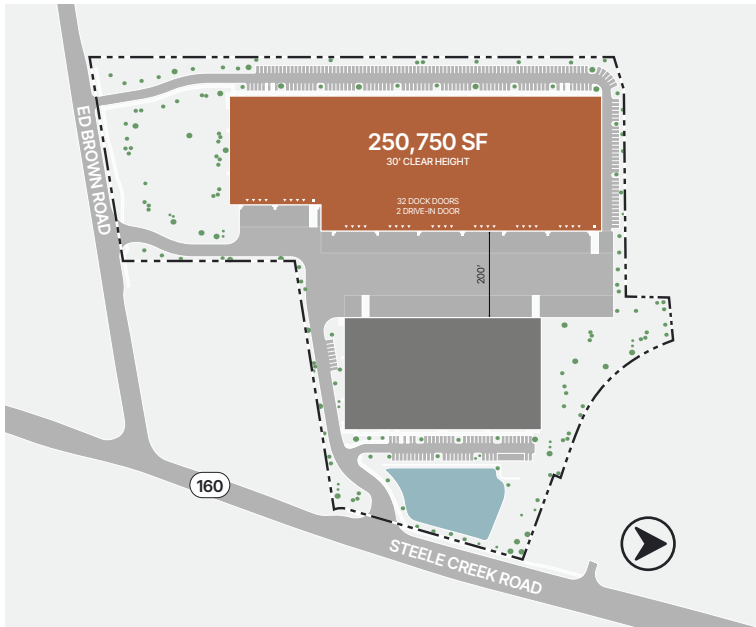 250,750 SF
30' CLEAR HEIGHT
ED BROWN ROAD
32 DOCK DOORS
2 DRIVE-IN DOOR
200'
160
STEELE CREEK ROAD